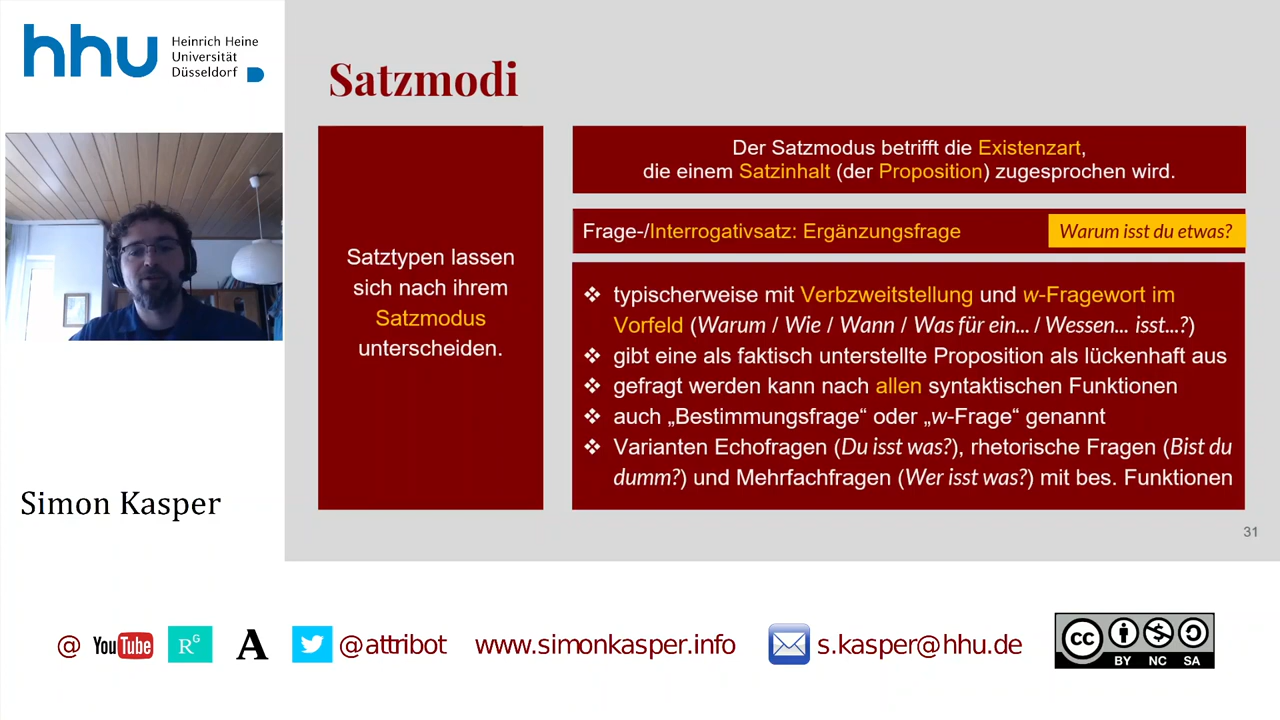 hhu
Heinrich Heine
Universität
Düsseldorf
Satzmodi
Satztypen lassen
sich nach ihrem
Satzmodus
unterscheiden.
Der Satzmodus betrifft die Existenzart,
die einem Satzinhalt (der Proposition) zugesprochen wird.
Frage-/Interrogativsatz: Ergänzungsfrage
Warum isst du etwas?
❖ typischerweise mit Verbzweitstellung und w-Fragewort im
Vorfeld (Warum / Wie / Wann / Was für ein... / Wessen... isst...?)
❖ gibt eine als faktisch unterstellte Proposition als lückenhaft aus
❖ gefragt werden kann nach allen syntaktischen Funktionen
❖ auch „Bestimmungsfrage“ oder „w-Frage“ genannt
❖ Varianten Echofragen (Du isst was?), rhetorische Fragen (Bist du
dumm?) und Mehrfachfragen (Wer isst was?) mit bes. Funktionen
31
Simon Kasper
@ YouTube RG A @attribot www.simonkasper.info s.kasper@hhu.de
cc BY NC SA